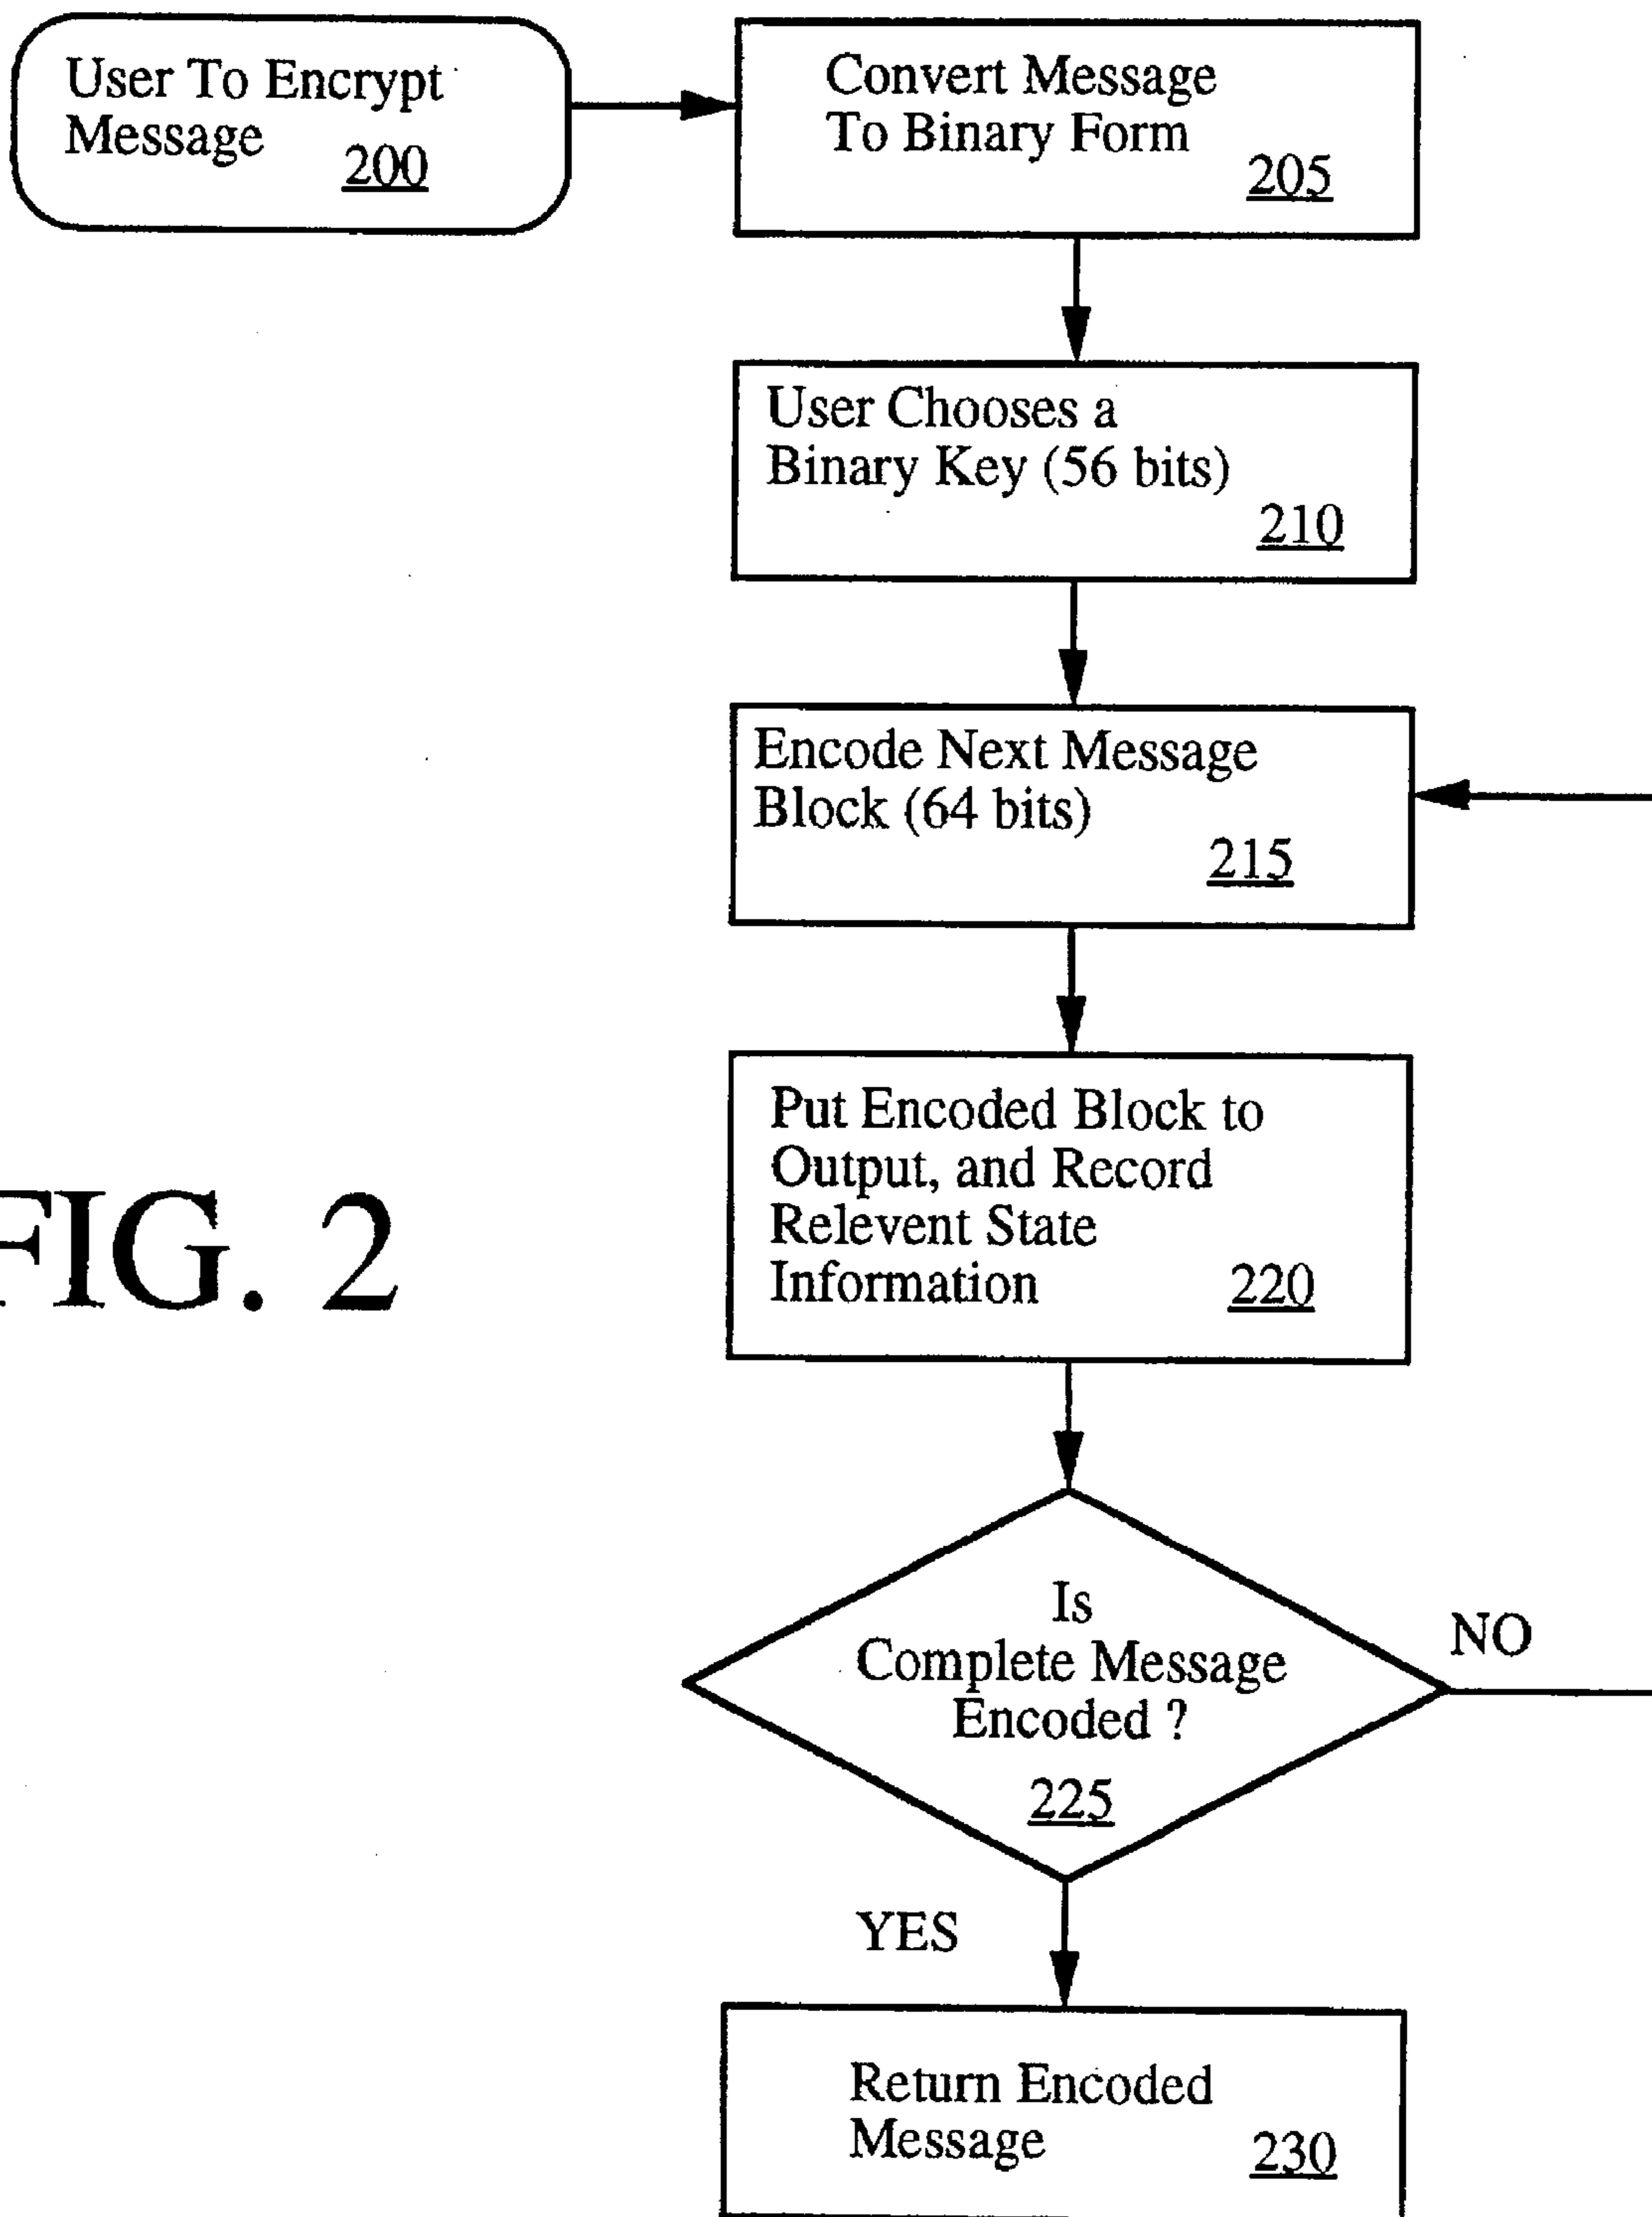 User To Encrypt
Message 200
Convert Message
To Binary Form
205
User Chooses a
Binary Key (56 bits)
210
Encode Next Message
Block (64 bits)
215
Put Encoded Block to
Output, and Record
Relevent State
Information 220
FIG. 2
Is
Complete Message
Encoded ?
225
NO
YES
Return Encoded
Message 230